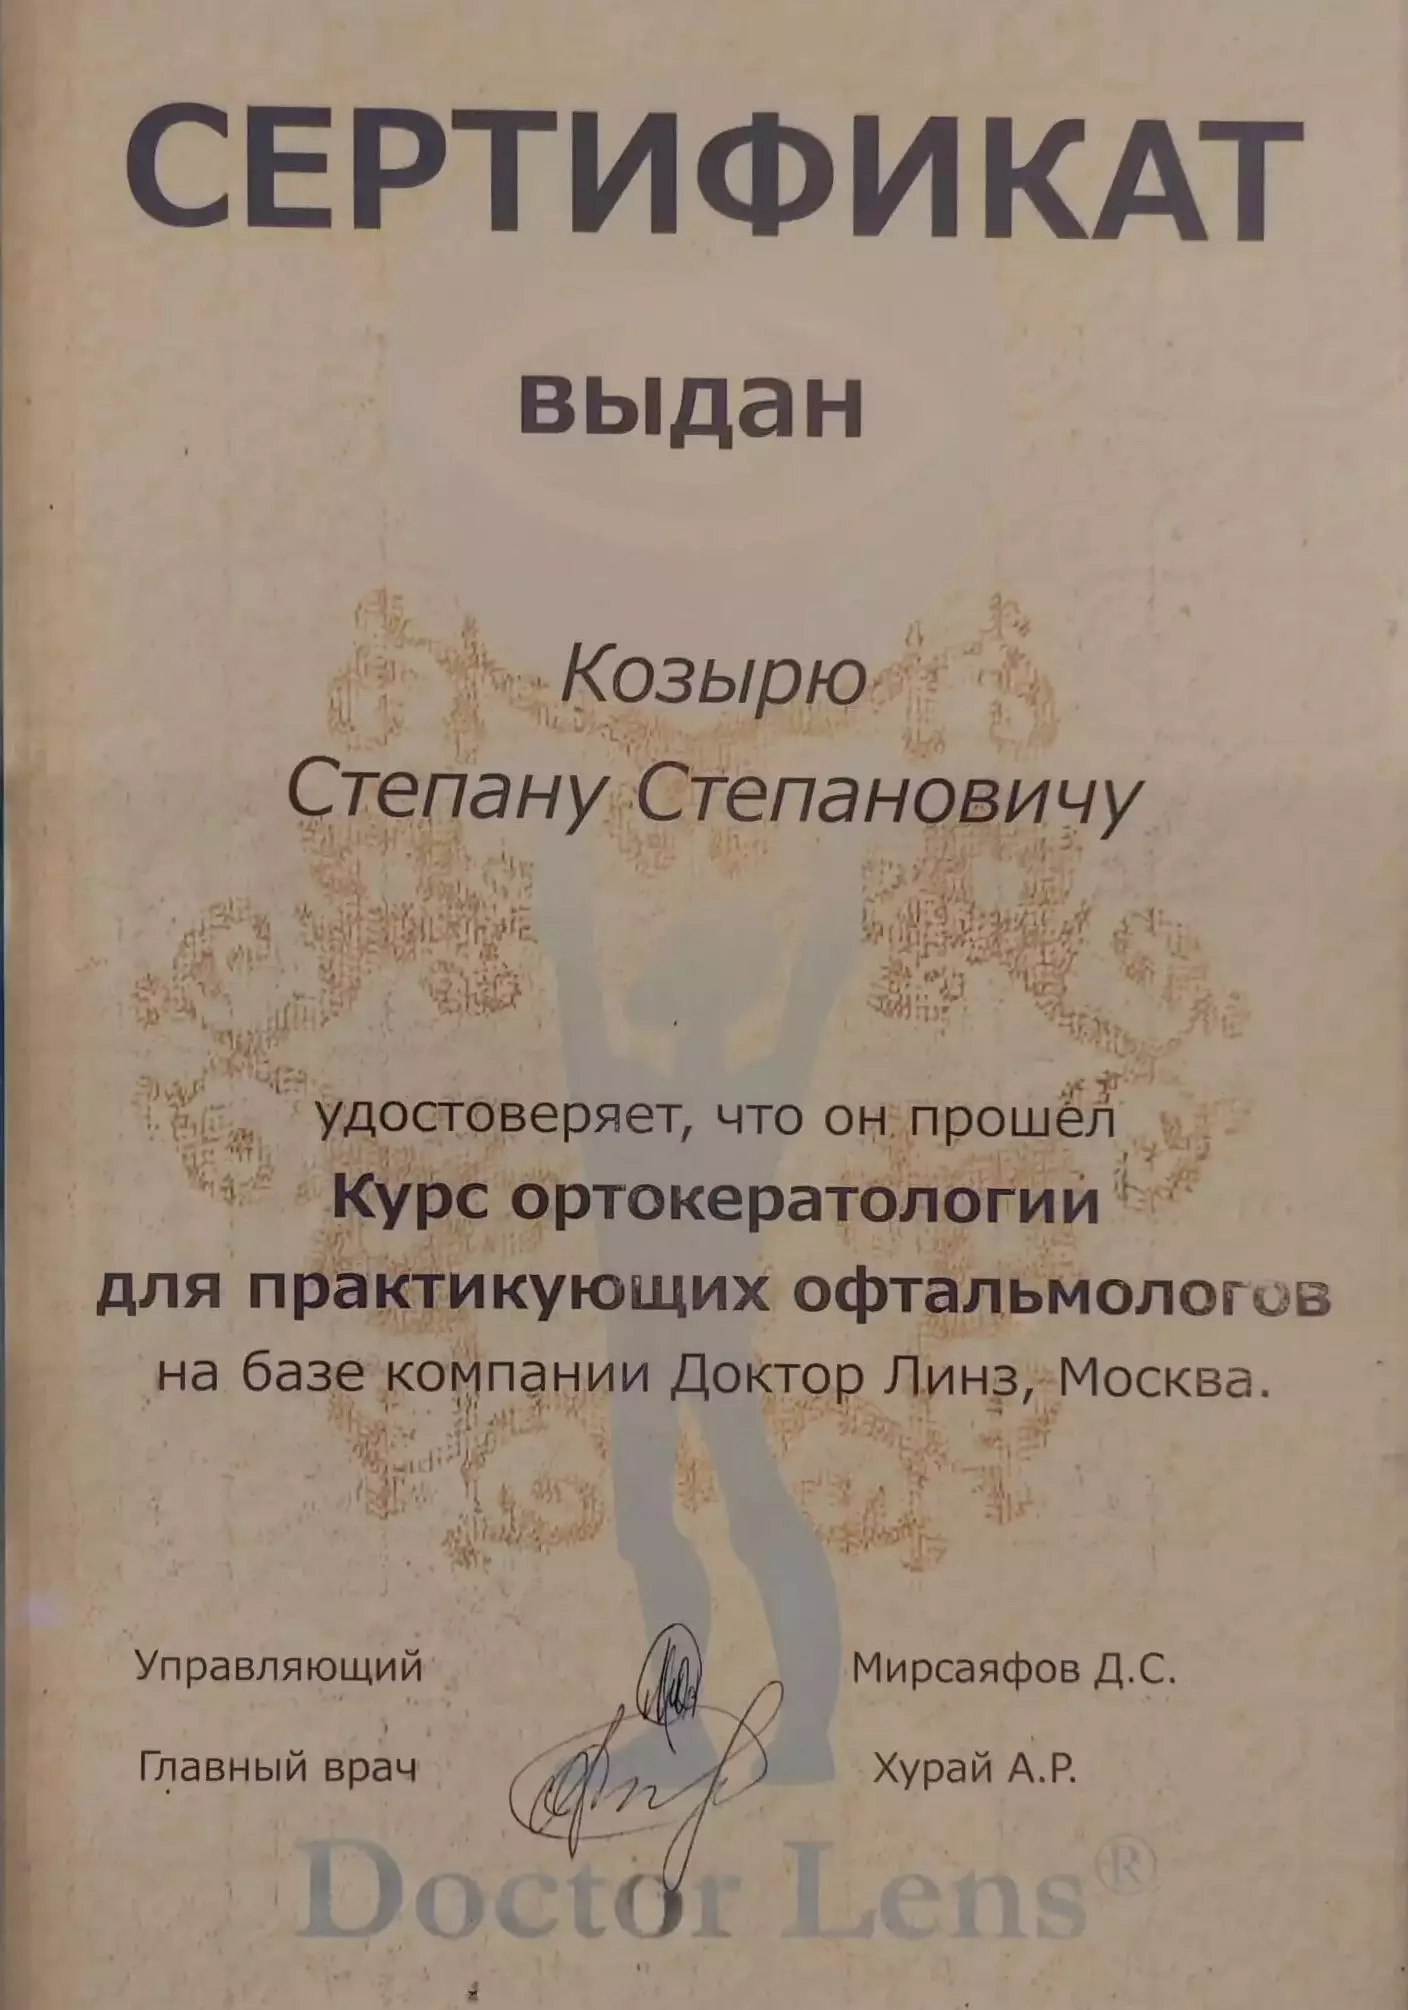 СЕРТИФИКАТ
выдан
Козырю
Степану Степановичу
удостоверяет, что он прошёл
Курс ортокератологии
для практикующих офтальмологов
на базе компании Доктор Линз, Москва.
Управляющий Мирсаяфов Д.С.
Главный врач Хурай А.Р.
Doctor Lens®